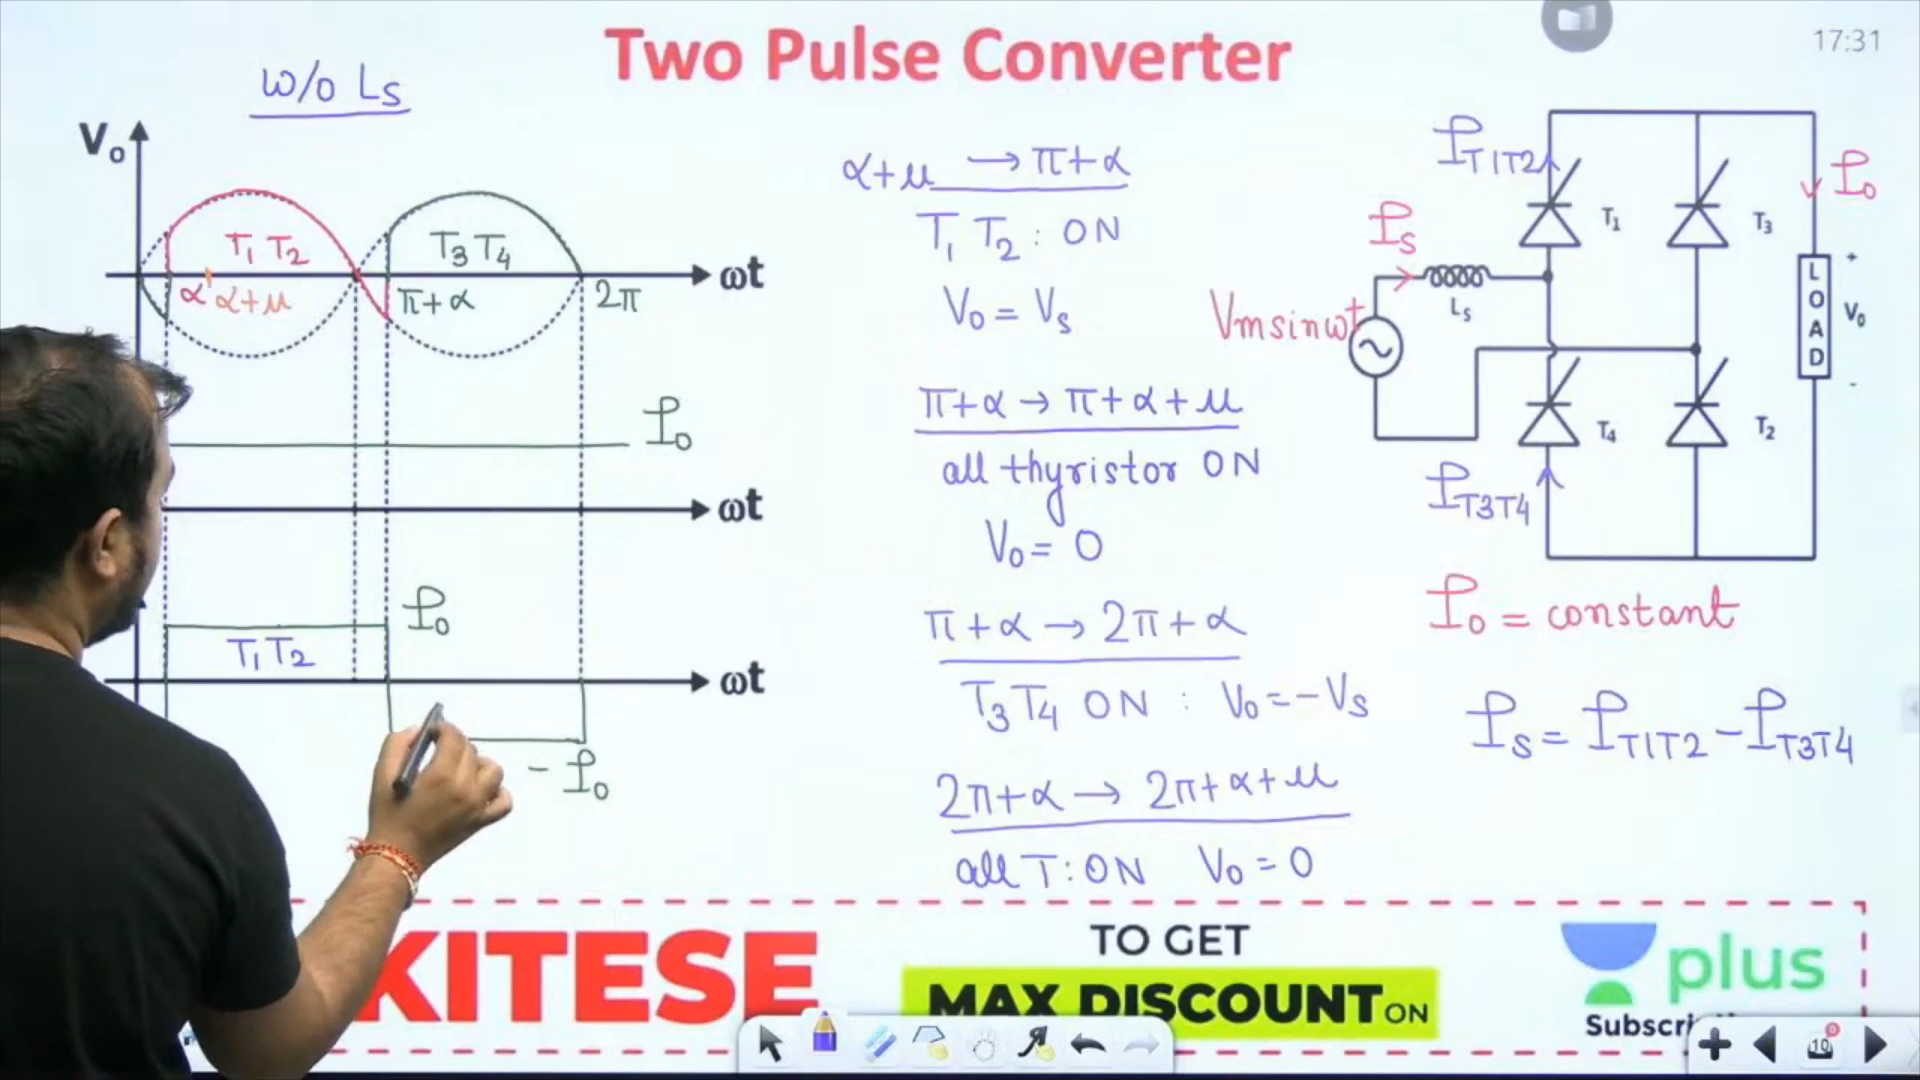 Two Pulse Converter
17:31
w/o Ls
Vo
T1 T2
T3 T4
ωt
α
α+μ
π+α
2π
Io
ωt
Io
T1 T2
ωt
-Io
α+μ → π+α
T1 T2 : ON
Vo = Vs
π+α → π+α+μ
all thyristor ON
Vo = 0
π+α → 2π+α
T3 T4 ON : Vo = -Vs
2π+α → 2π+α+μ
all T: ON Vo = 0
IT1T2
Io
Is
T1
T3
Ls
Vmsinωt
LOAD
+
Vo
-
T4
T2
IT3T4
Io = constant
Is = IT1T2 - IT3T4
KITESE
TO GET
MAX DISCOUNT ON
plus
10